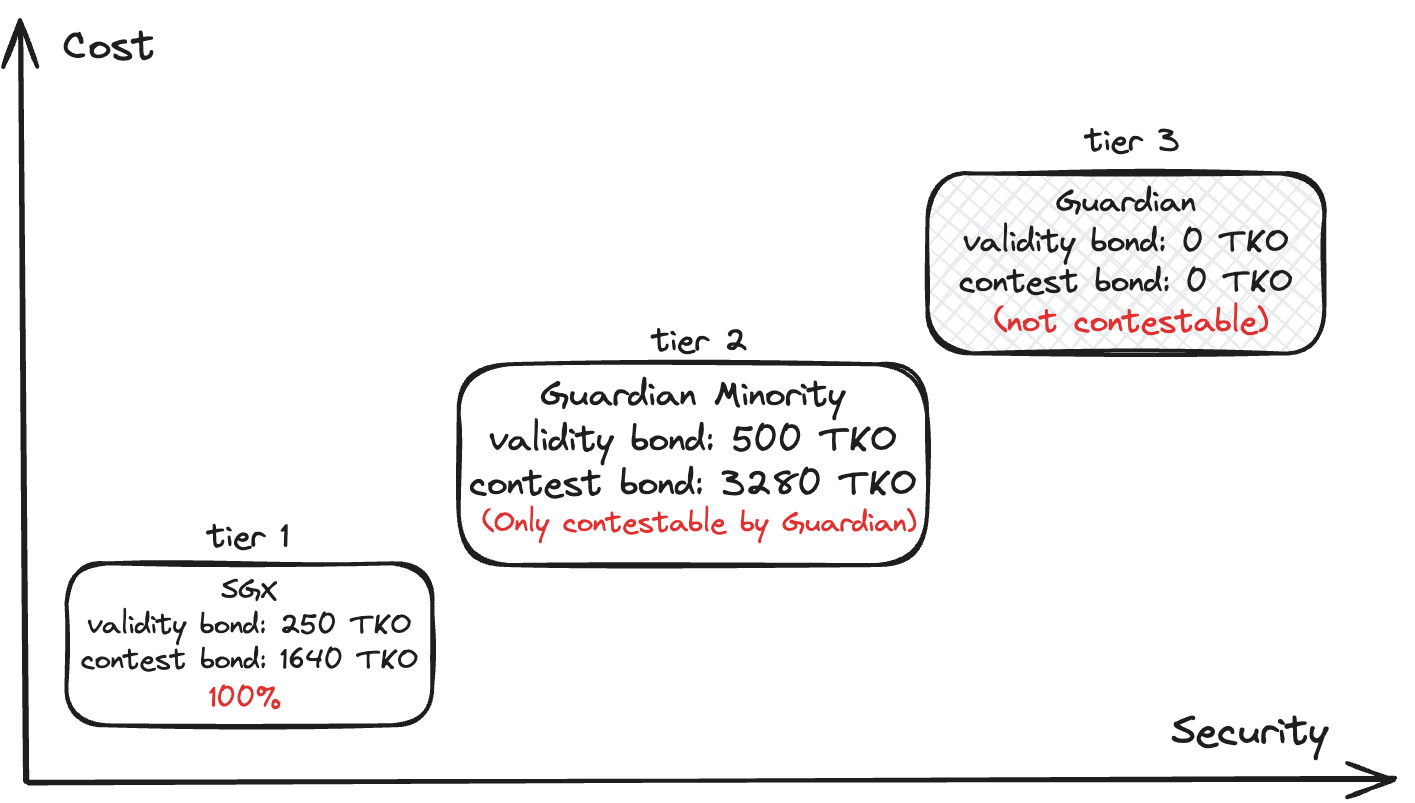 Cost
tier 3
Guardian
validity bond: 0 TKO
contest bond: 0 TKO
(not contestable)
tier 2
Guardian Minority
validity bond: 500 TKO
contest bond: 3280 TKO
(Only contestable by Guardian)
tier 1
SGX
validity bond: 250 TKO
contest bond: 1640 TKO
100%
Security